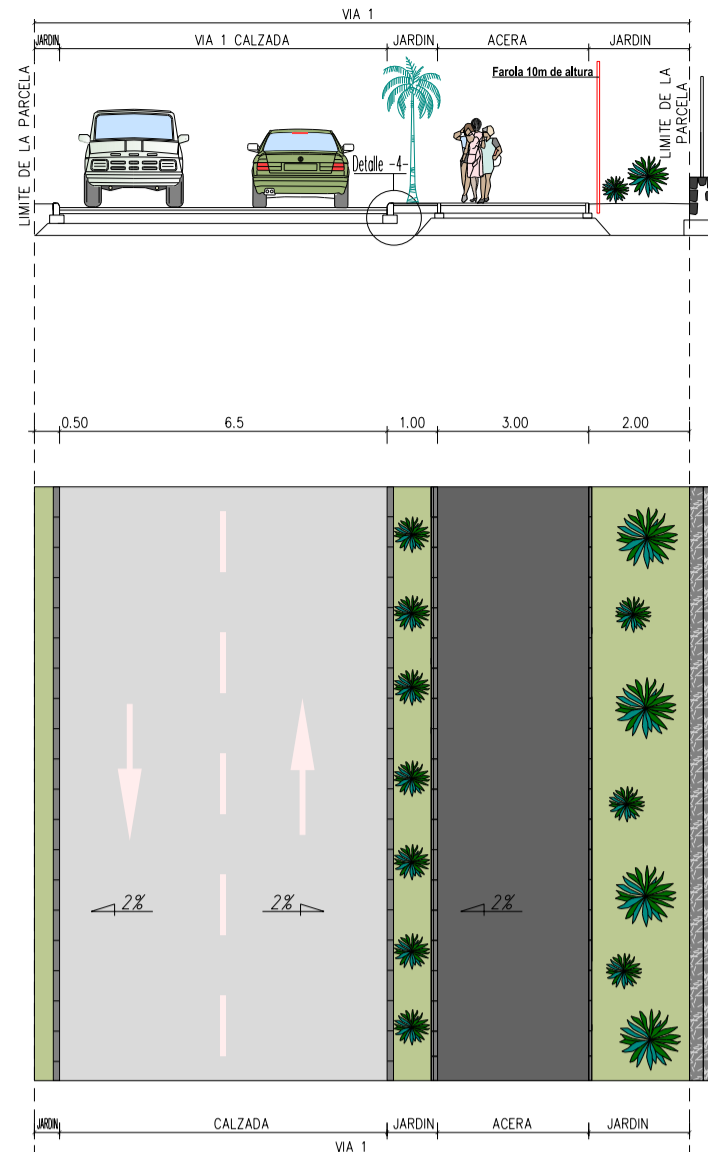 VIA 1
JARDIN VIA 1 CALZADA JARDIN ACERA JARDIN
LIMITE DE LA PARCELA
Farola 10m de altura
LIMITE DE LA
PARCELA
Detalle -4-
0.50 6.5 1.00 3.00 2.00
2% 2% 2%
JARDIN CALZADA JARDIN ACERA JARDIN
VIA 1